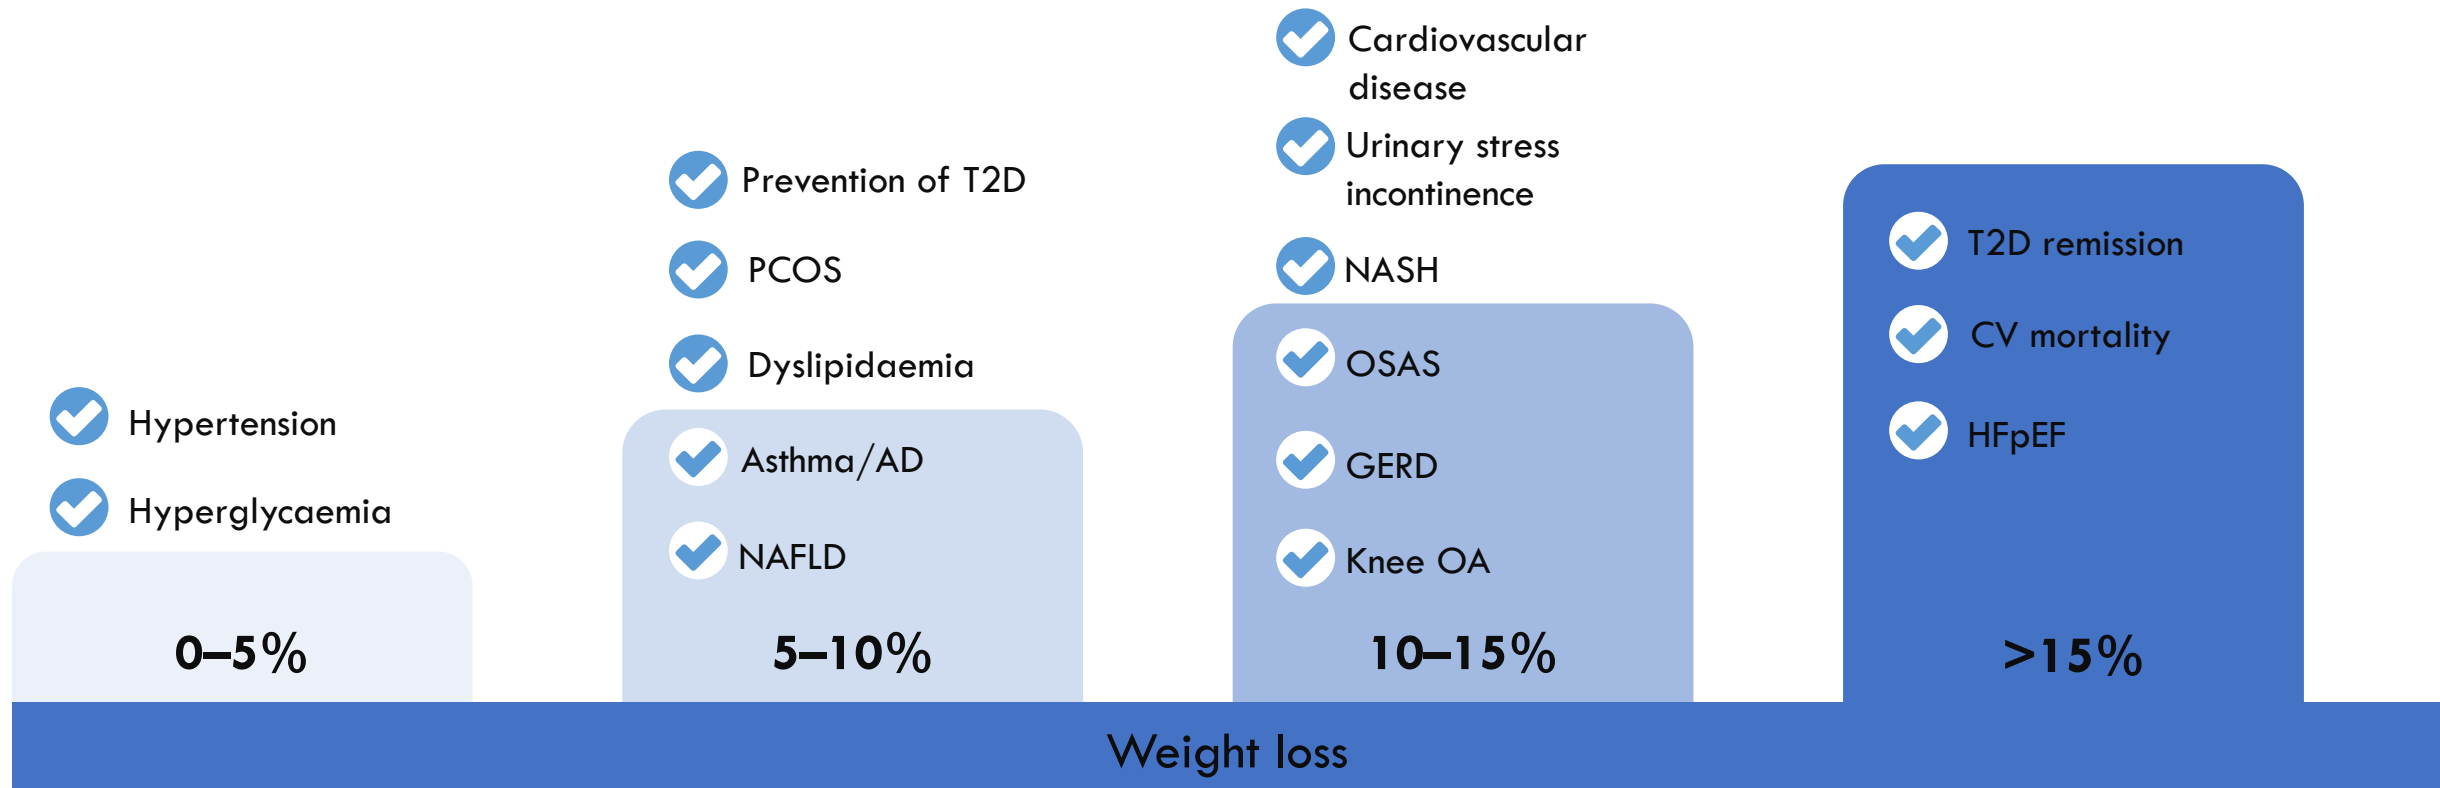 Hypertension
Hyperglycaemia
0–5%
Prevention of T2D
PCOS
Dyslipidaemia
Asthma/AD
NAFLD
5–10%
Cardiovascular
disease
Urinary stress
incontinence
NASH
OSAS
GERD
Knee OA
10–15%
T2D remission
CV mortality
HFpEF
>15%
Weight loss